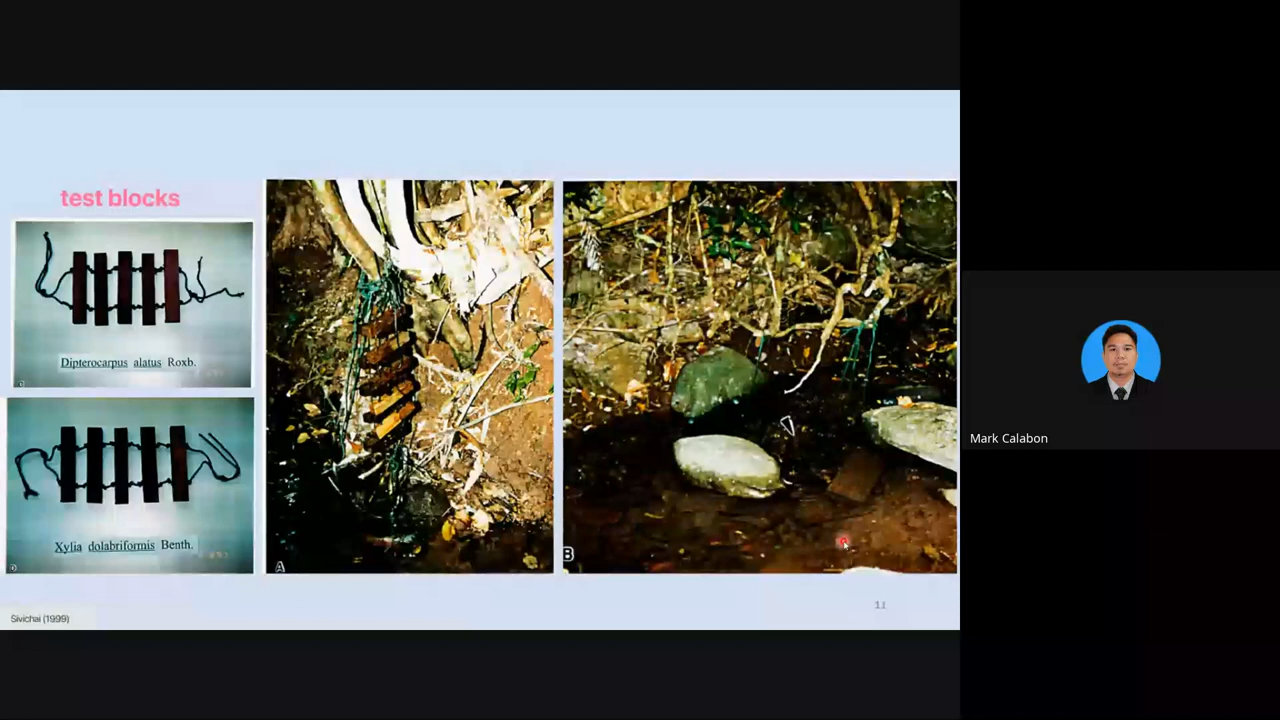 test blocks
Dipterocarpus alatus Roxb.
Xylia dolabriformis Benth.
A
B
Sivichai (1999)
11
Mark Calabon